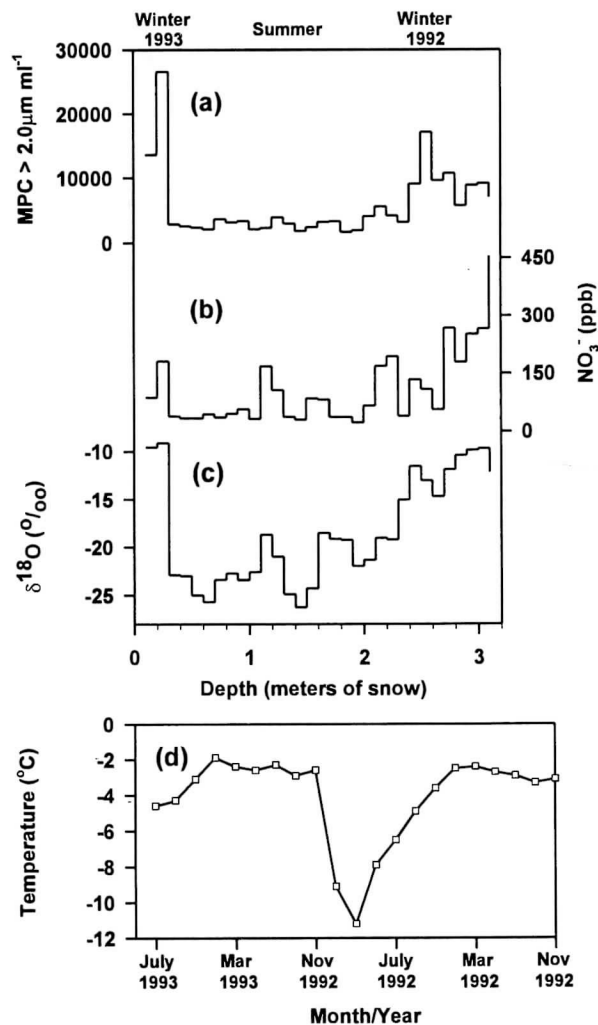 Winter
1993
Summer
Winter
1992
MPC > 2.0μm ml⁻¹
30000
20000
10000
0
(a)
(b)
450
300
150
0
NO₃⁻ (ppb)
δ¹⁸O (⁰/₀₀)
-10
-15
-20
-25
(c)
0
1
2
3
Depth (meters of snow)
Temperature (°C)
0
-2
-4
-6
-8
-10
-12
(d)
July
1993
Mar
1993
Nov
1992
July
1992
Mar
1992
Nov
1992
Month/Year